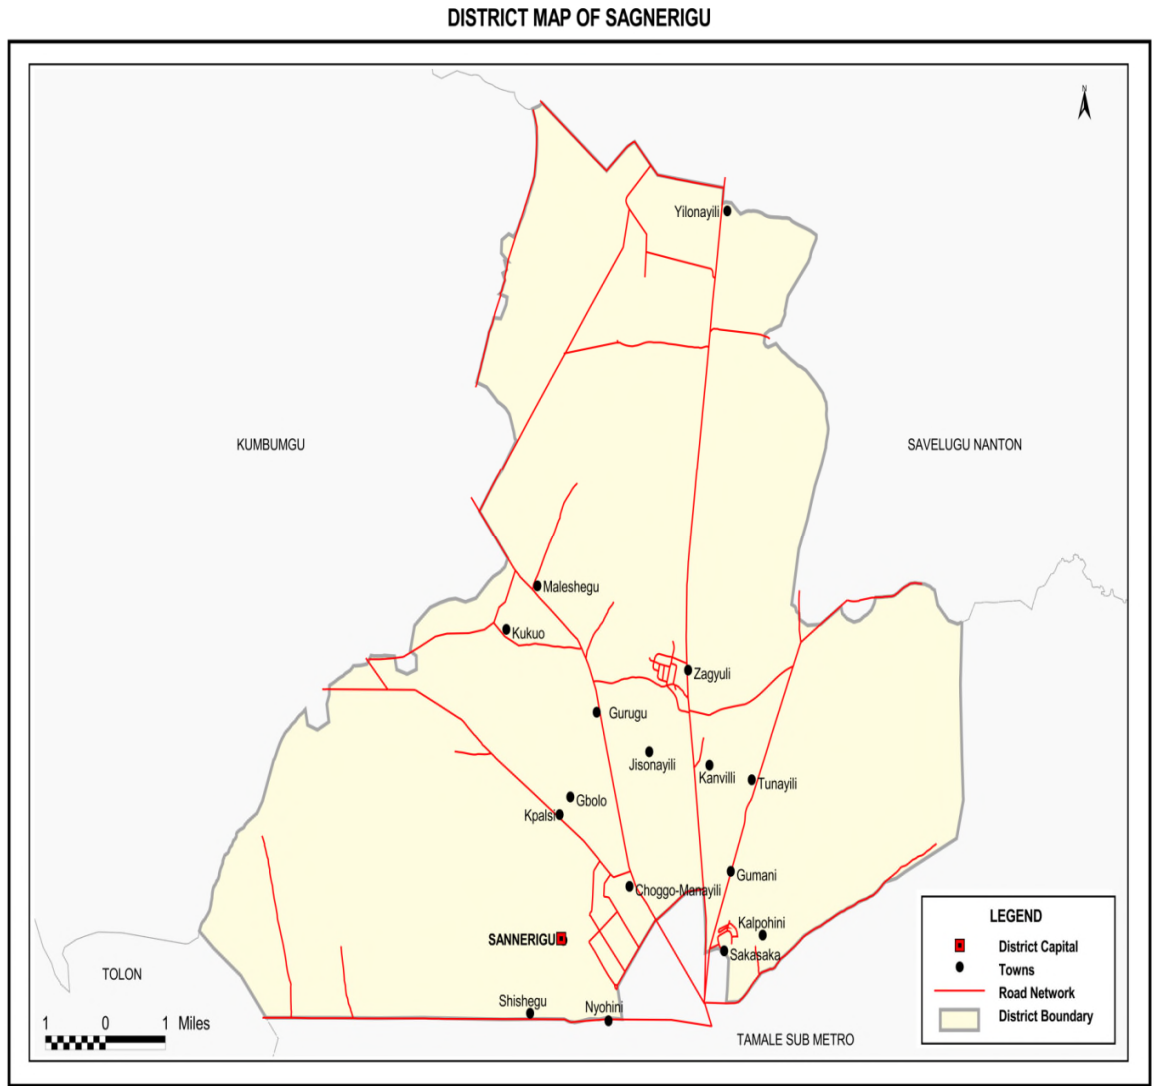 DISTRICT MAP OF SAGNERIGU
N
Yilonayili
KUMBUMGU
SAVELUGU NANTON
Maleshegu
Kukuo
Zagyuli
Gurugu
Jisonayili
Kanvilli
Tunayili
Gbolo
Kpalsi
Gumani
Choggo-Manayili
Kalpohini
SANNERIGU
Sakasaka
TOLON
Shishegu
Nyohini
TAMALE SUB METRO
1 0 1 Miles
LEGEND
District Capital
Towns
Road Network
District Boundary